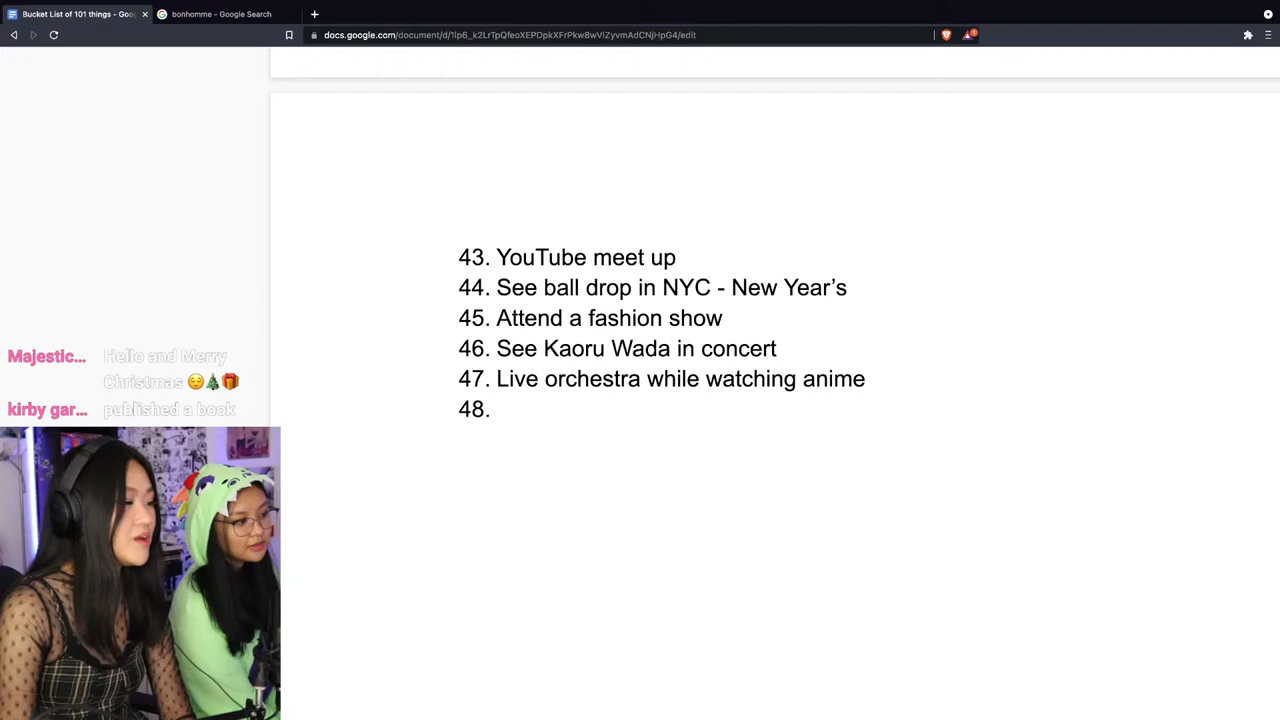 Bucket List of 101 things - Goo
bonhomme - Google Search
docs.google.com/document/d/1lp6_k2LrTpQfeoXEPDpkXFrPkw8wVlZyvmAdCNjHpG4/edit
43. YouTube meet up
44. See ball drop in NYC - New Year’s
45. Attend a fashion show
46. See Kaoru Wada in concert
47. Live orchestra while watching anime
48.
Majestic... Hello and Merry
Christmas 😌🎄🎁
kirby gar... published a book